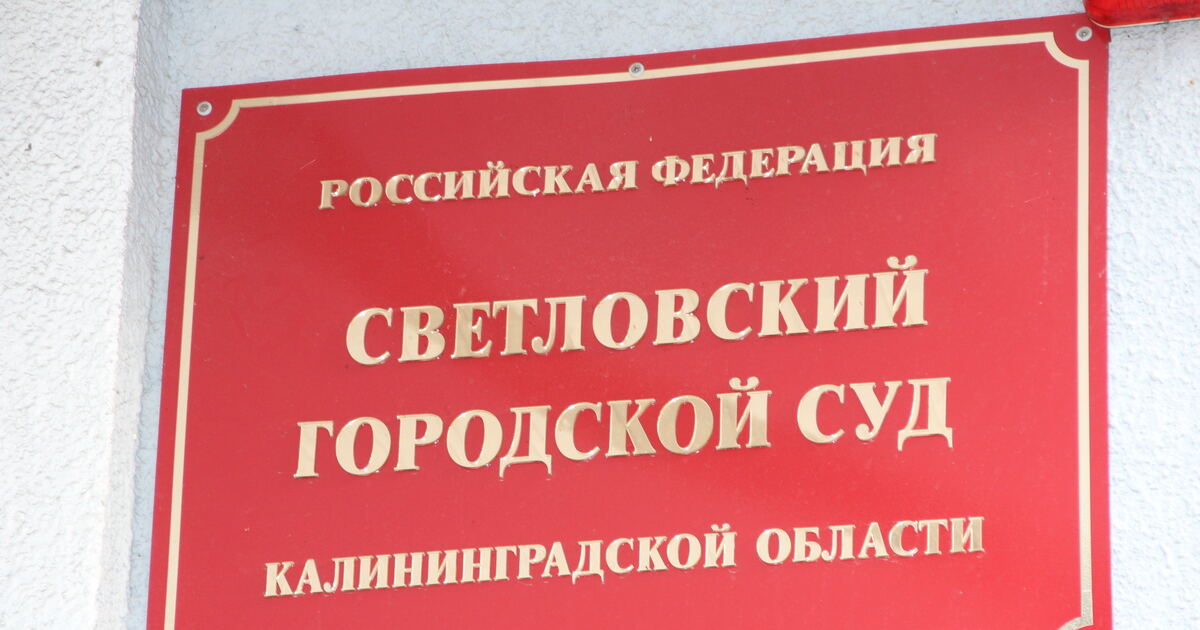 РОССИЙСКАЯ ФЕДЕРАЦИЯ
СВЕТЛОВСКИЙ
ГОРОДСКОЙ СУД
КАЛИНИНГРАДСКОЙ ОБЛАСТИ